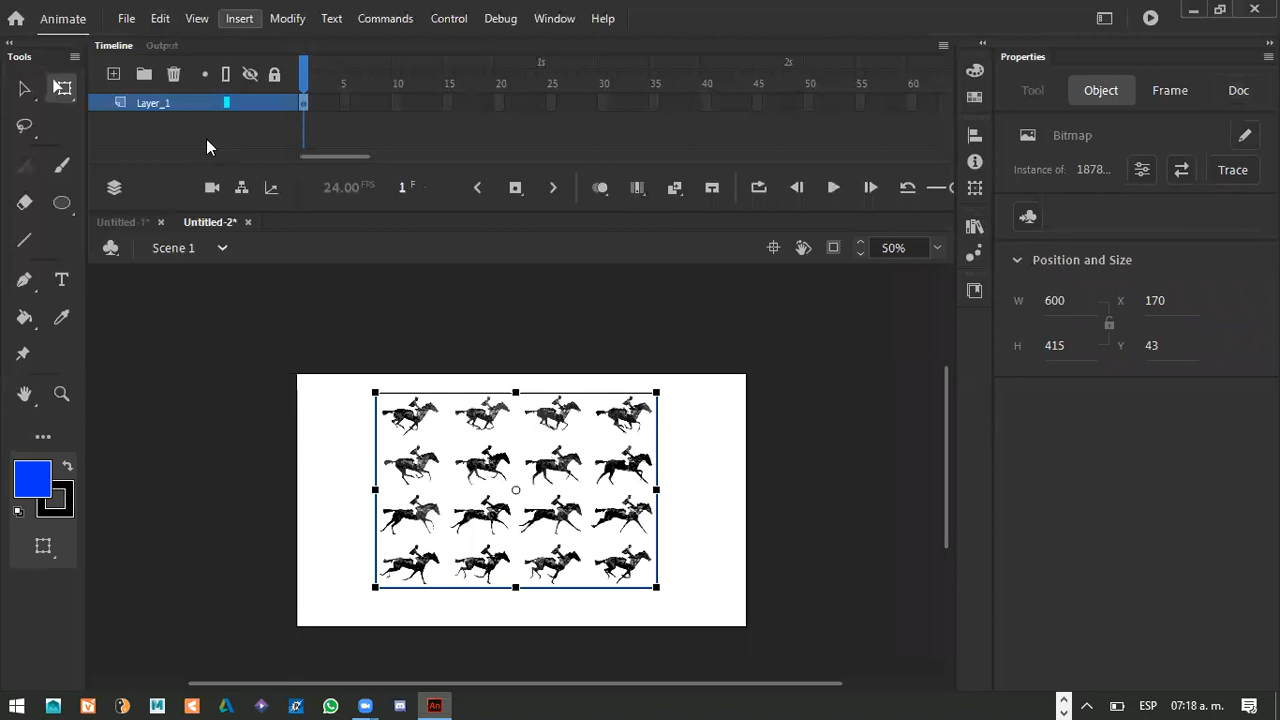 Animate File Edit View Insert Modify Text Commands Control Debug Window Help
Tools Timeline Output Properties
1s 2s
5 10 15 20 25 30 35 40 45 50 55 60
Tool Object Frame Doc
Layer_1
Bitmap
Instance of: 1878... Trace
24.00 FPS 1 F
Untitled-1* Untitled-2*
Scene 1 50%
Position and Size
W 600 X 170
H 415 Y 43
An ESP 07:18 a. m.